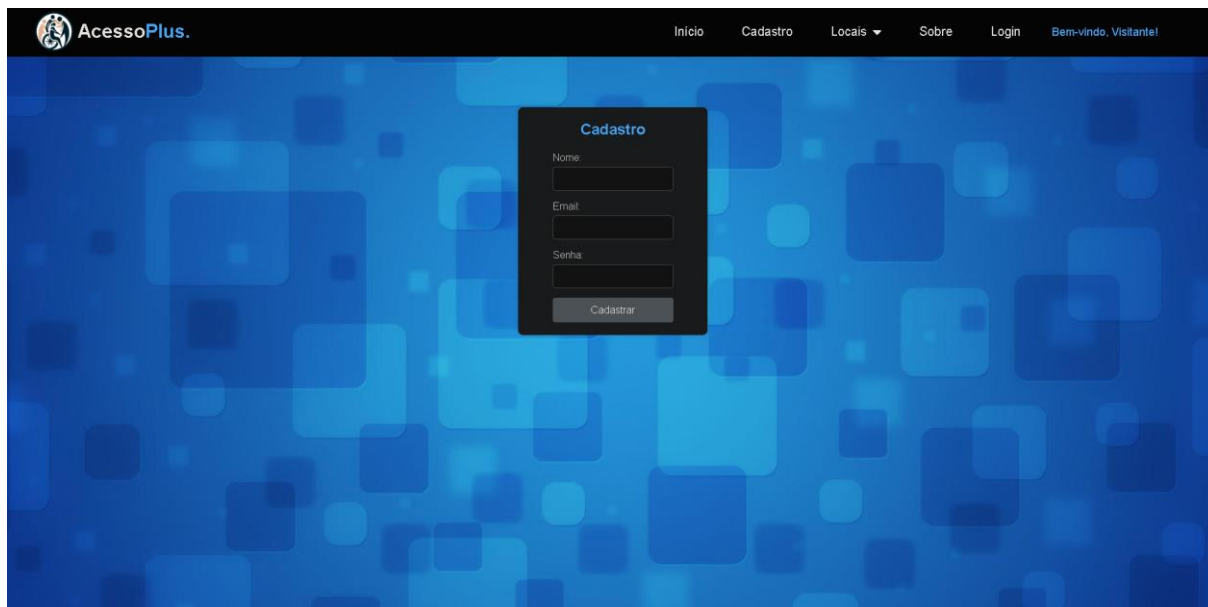 AcessoPlus.
Início Cadastro Locais Sobre Login Bem-vindo, Visitante!
Cadastro
Nome:
Email:
Senha:
Cadastrar